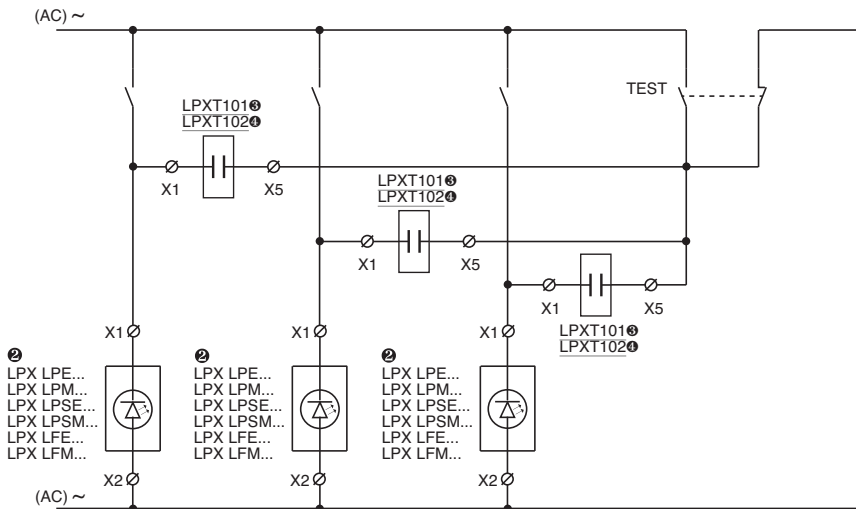 (AC) ~
TEST
LPXT101❸
LPXT102❹
X1
X5
LPXT101❸
LPXT102❹
X1
X5
X1
X5
LPXT101❸
LPXT102❹
X1
X1
X1
❷
LPX LPE...
LPX LPM...
LPX LPSE...
LPX LPSM...
LPX LFE...
LPX LFM...
❷
LPX LPE...
LPX LPM...
LPX LPSE...
LPX LPSM...
LPX LFE...
LPX LFM...
❷
LPX LPE...
LPX LPM...
LPX LPSE...
LPX LPSM...
LPX LFE...
LPX LFM...
X2
X2
X2
(AC) ~